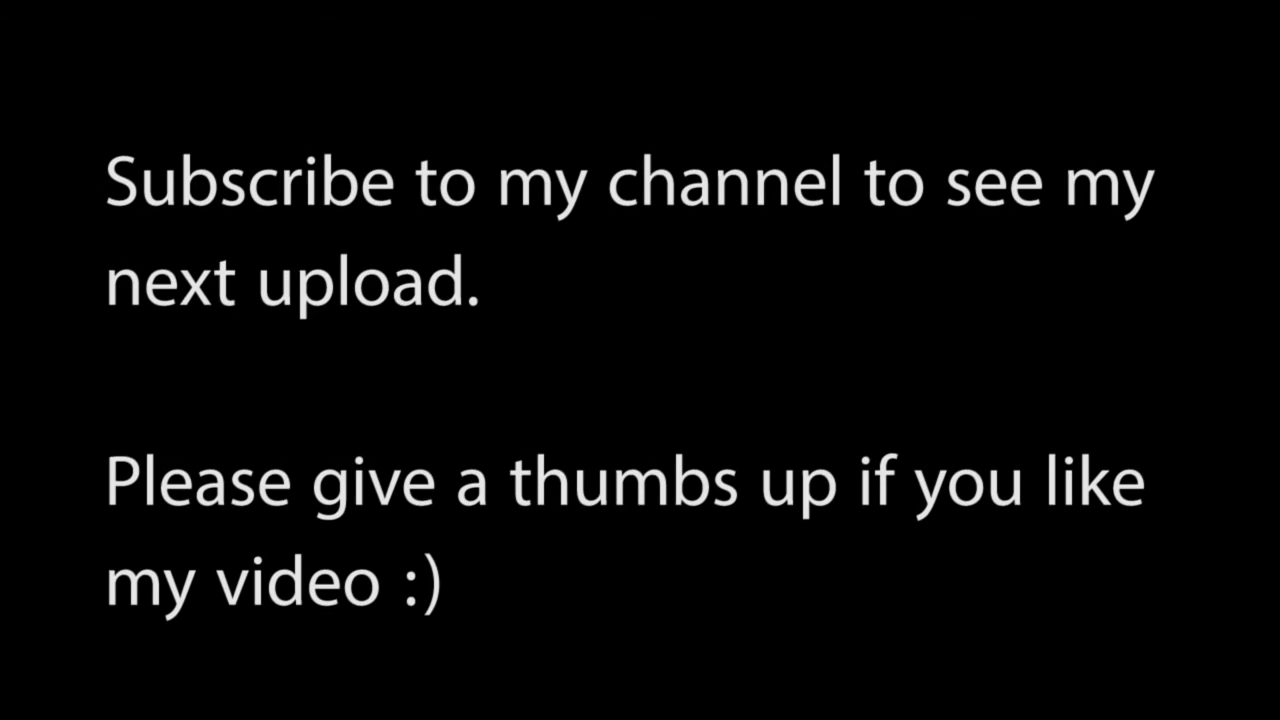 Subscribe to my channel to see my
next upload.
Please give a thumbs up if you like
my video :)